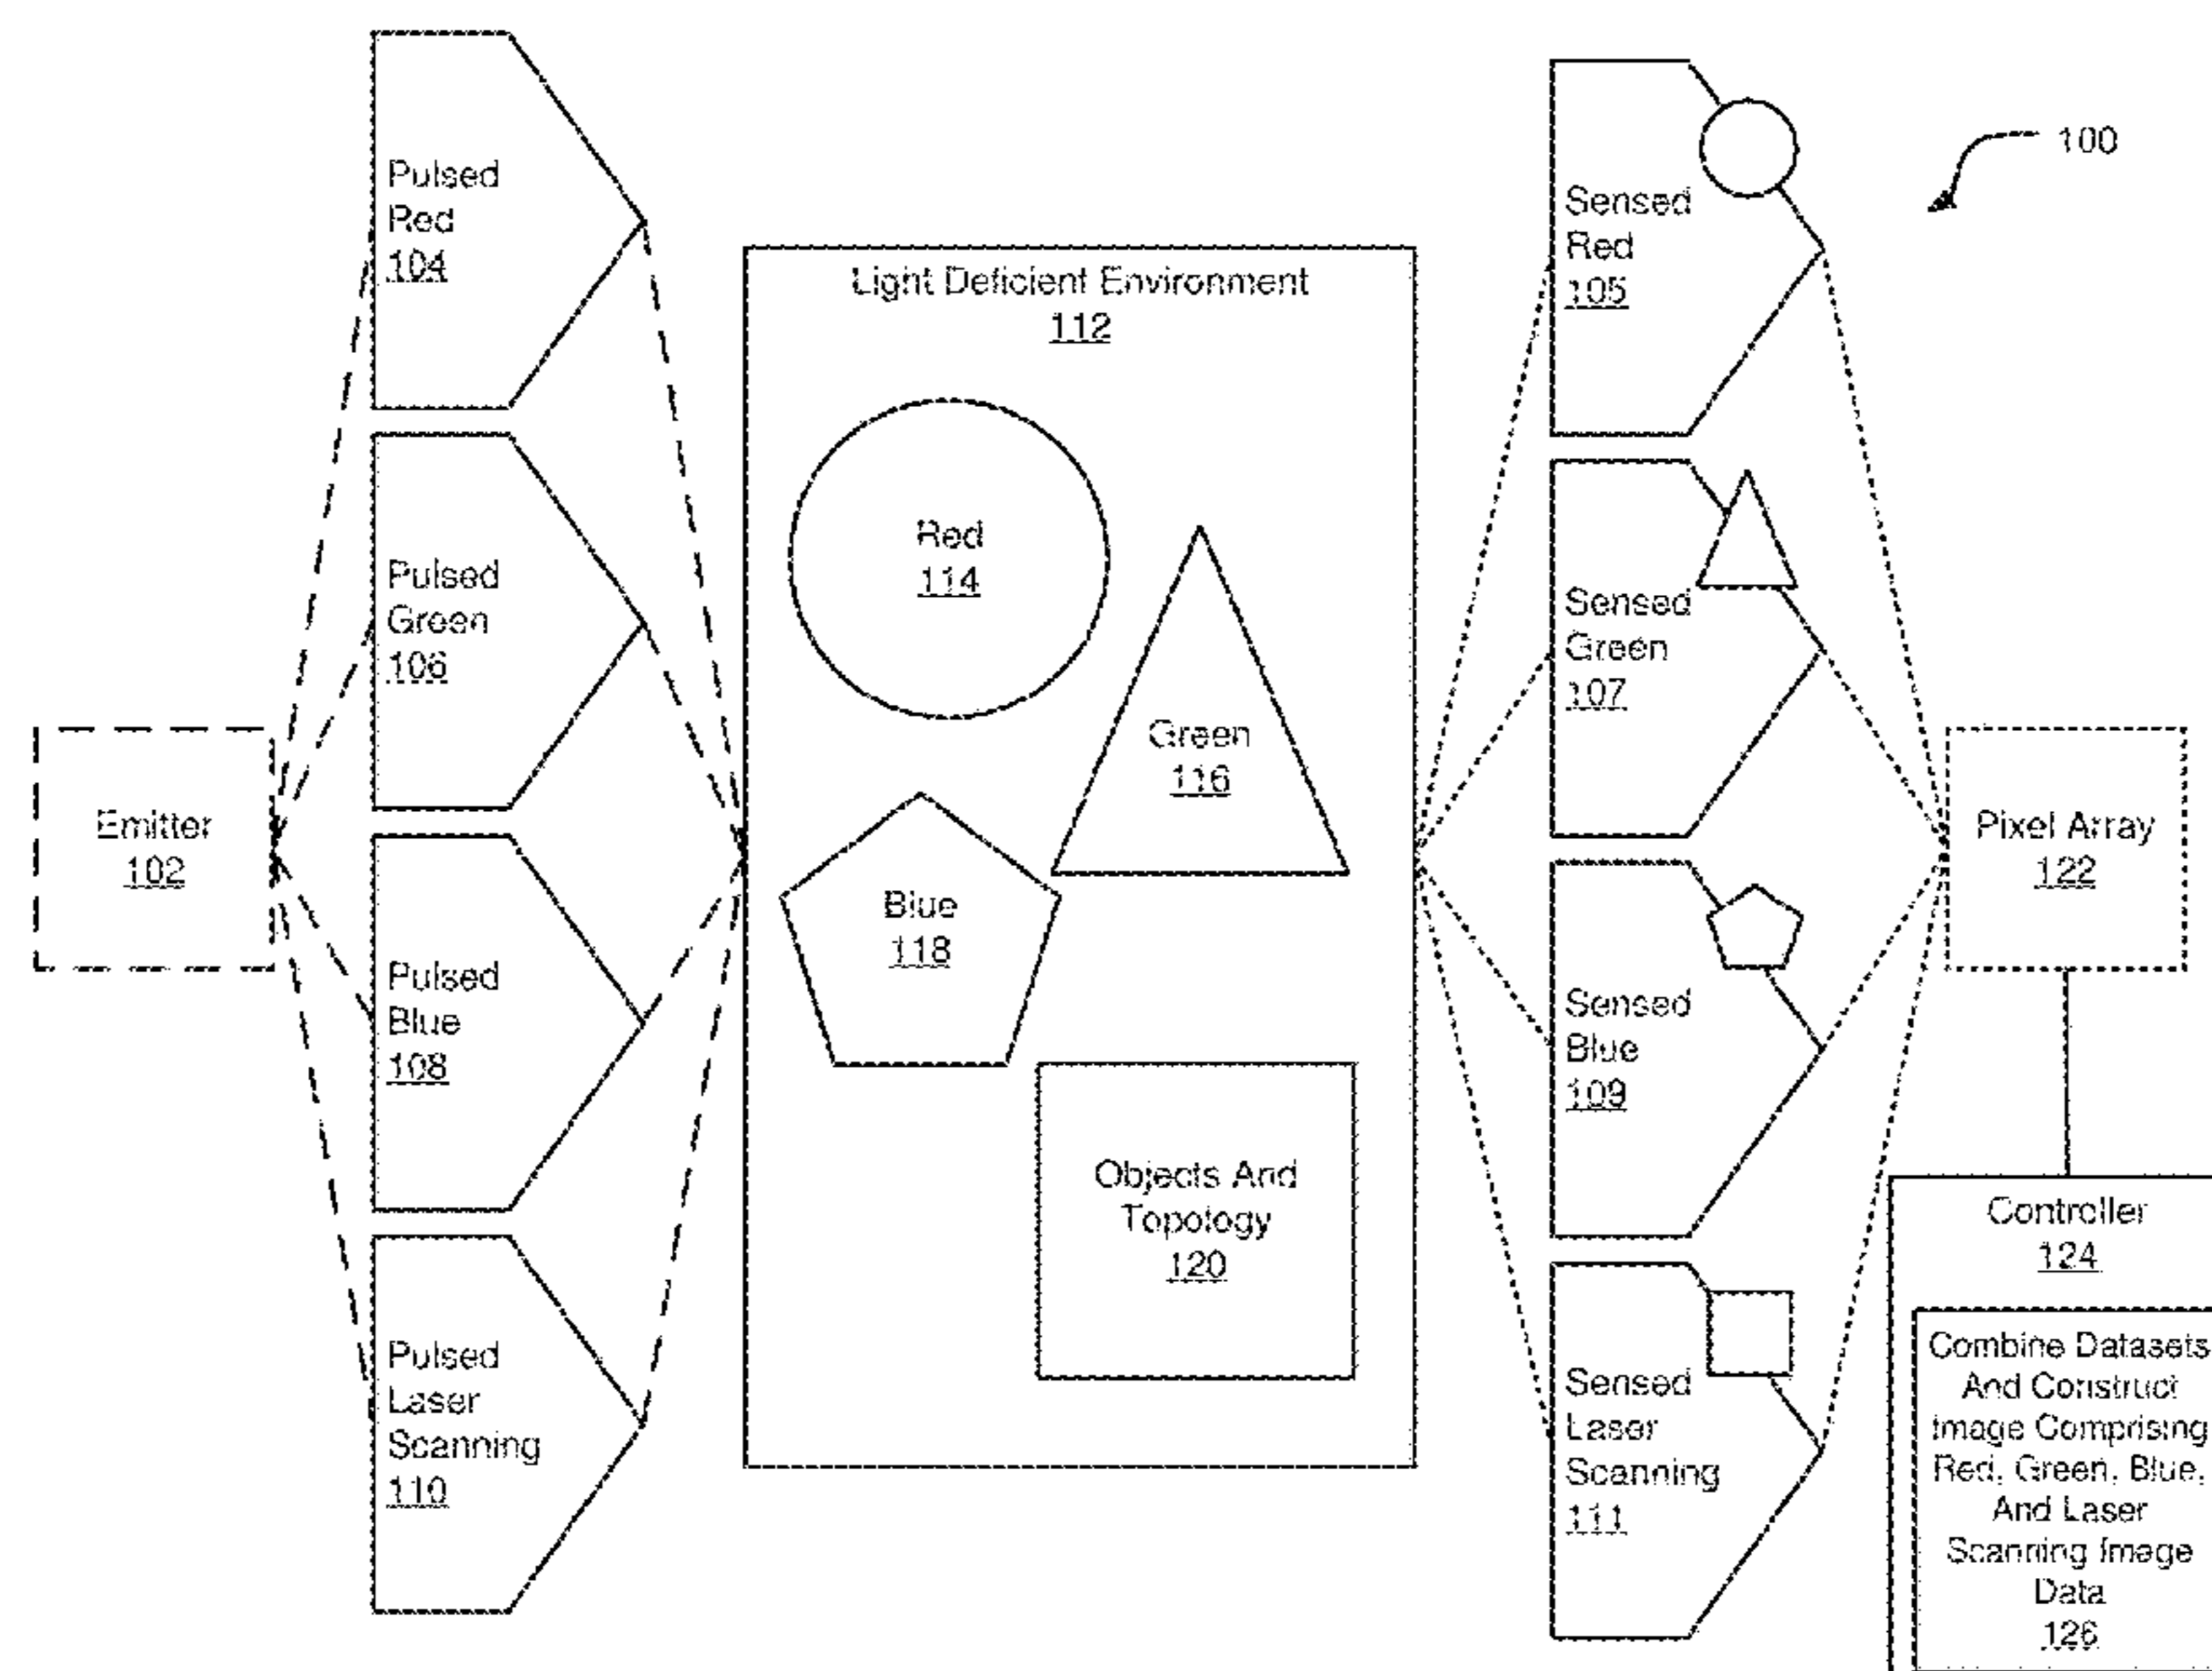 Pulsed
Red
104
Pulsed
Green
106
Pulsed
Blue
108
Pulsed
Laser
Scanning
110
Emitter
102
Light Deficient Environment
112
Red
114
Green
116
Blue
118
Objects And
Topology
120
Sensed
Red
105
Sensed
Green
107
Sensed
Blue
109
Sensed
Laser
Scanning
111
100
Pixel Array
122
Controller
124
Combine Datasets
And Construct
Image Comprising
Red, Green, Blue,
And Laser
Scanning Image
Data
126